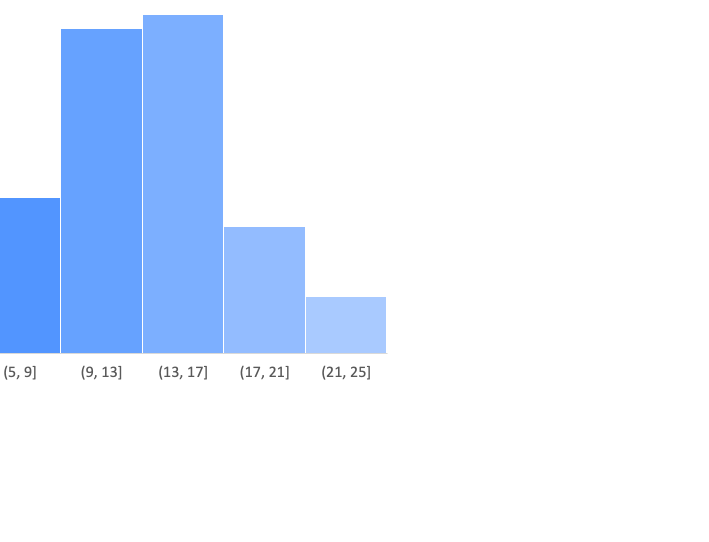 (5, 9] (9, 13] (13, 17] (17, 21] (21, 25]